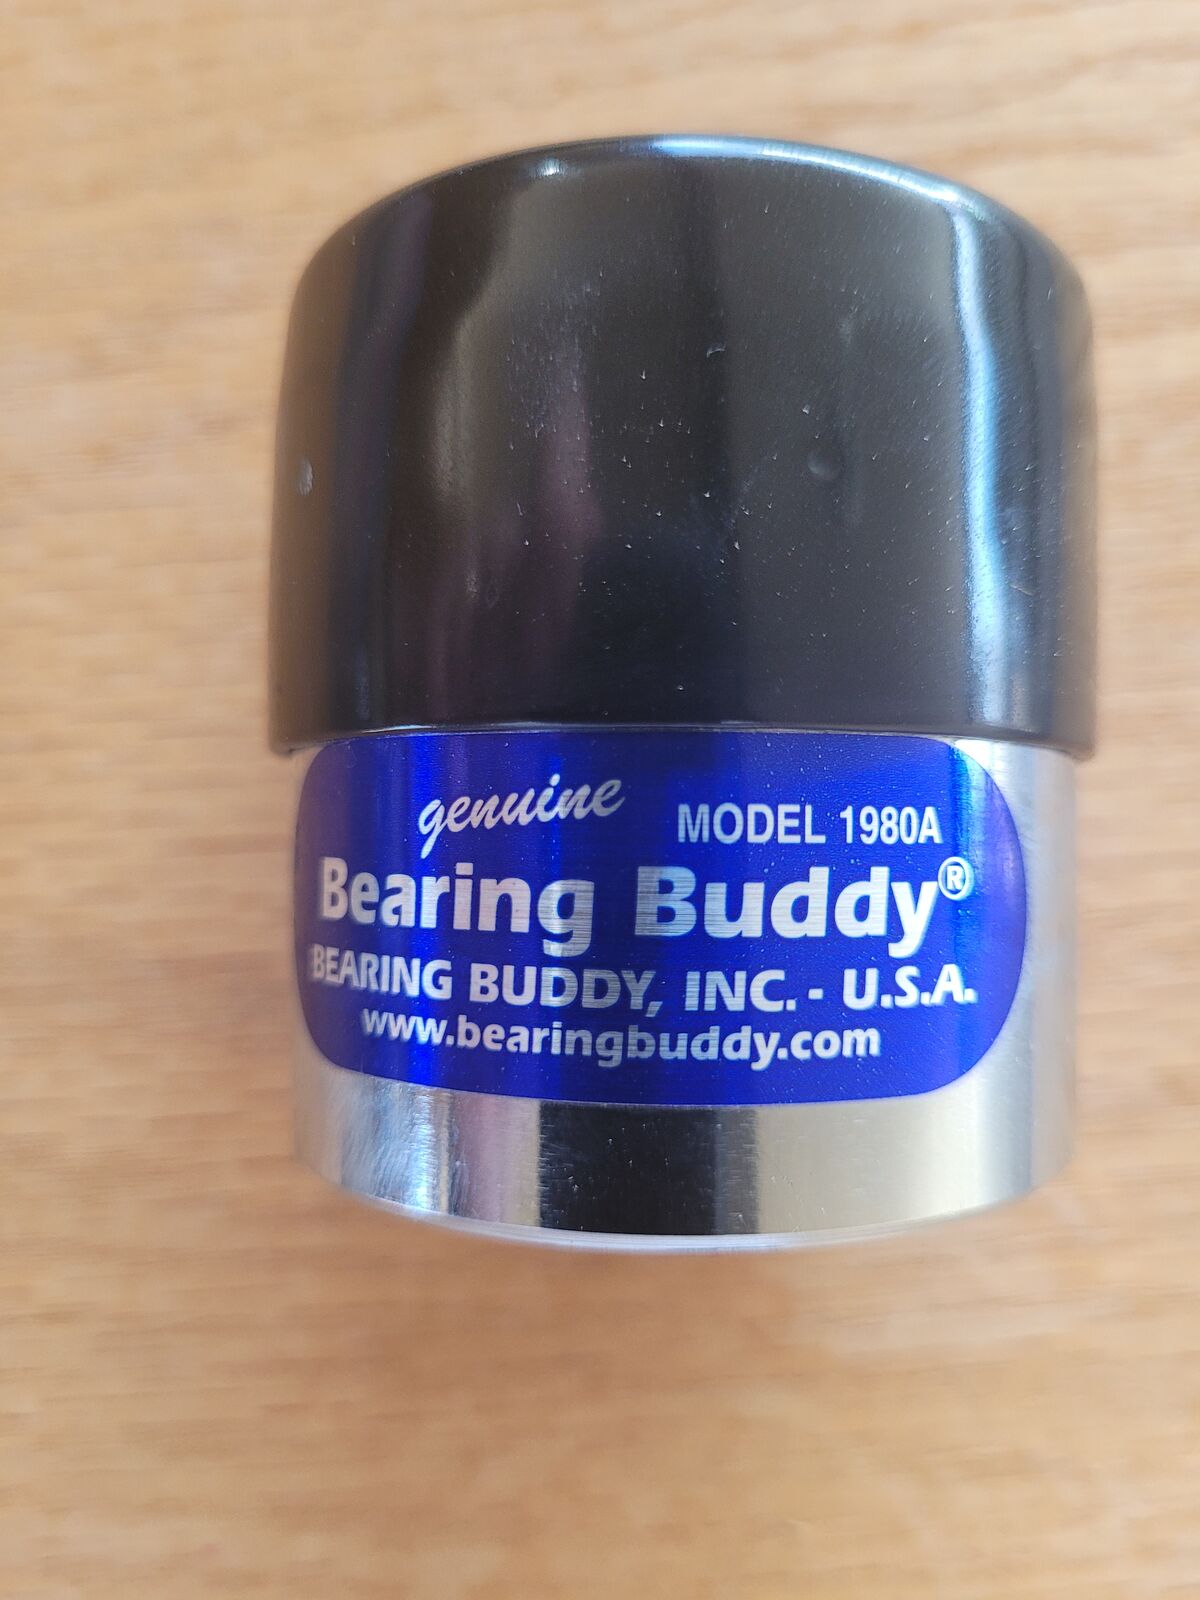 genuine MODEL 1980A
Bearing Buddy®
BEARING BUDDY, INC. - U.S.A.
www.bearingbuddy.com